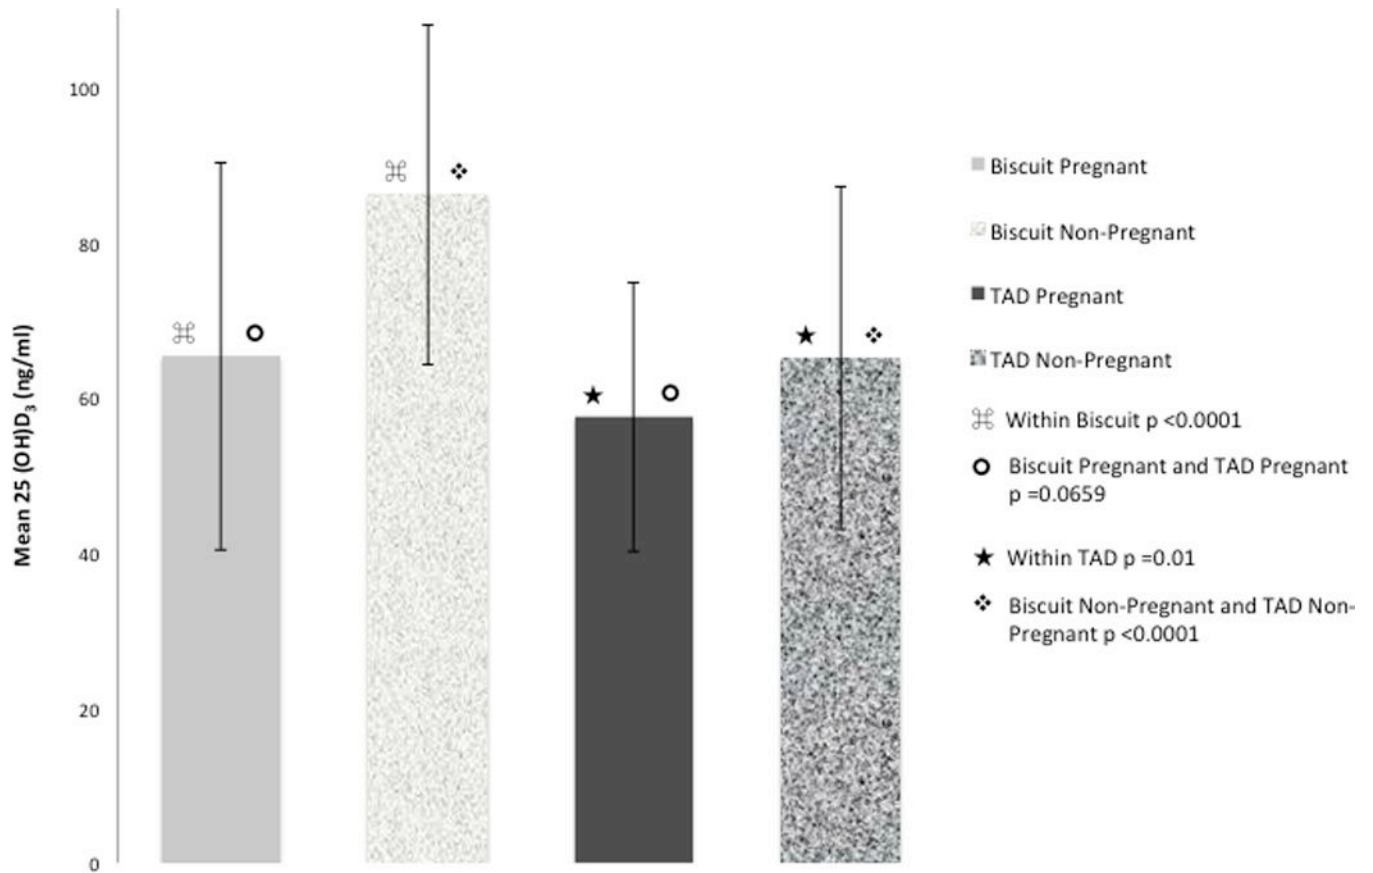 Mean 25 (OH)D3 (ng/ml)
100
80
60
40
20
0
Biscuit Pregnant
Biscuit Non-Pregnant
TAD Pregnant
TAD Non-Pregnant
Within Biscuit p <0.0001
Biscuit Pregnant and TAD Pregnant
p =0.0659
Within TAD p =0.01
Biscuit Non-Pregnant and TAD Non-
Pregnant p <0.0001